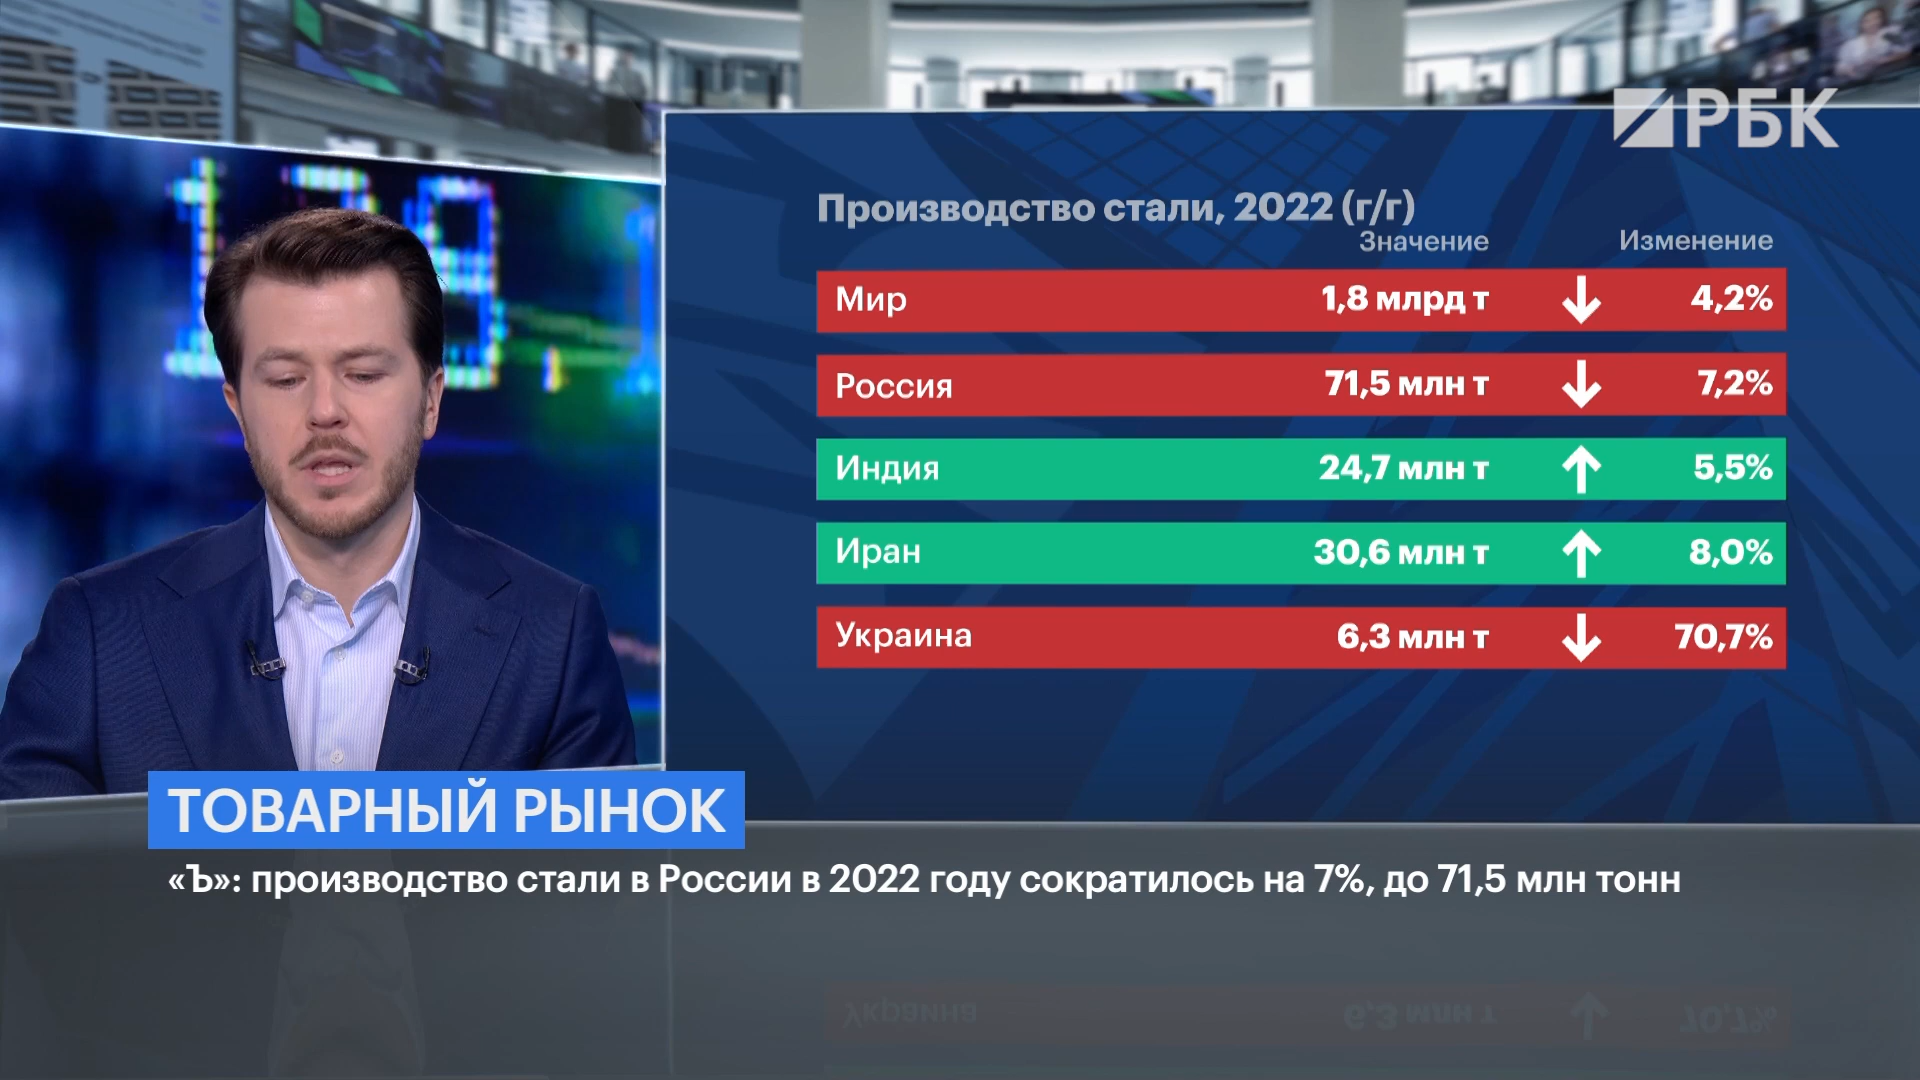 РБК
Производство стали, 2022 (г/г)
Значение Изменение
Мир 1,8 млрд т ↓ 4,2%
Россия 71,5 млн т ↓ 7,2%
Индия 24,7 млн т ↑ 5,5%
Иран 30,6 млн т ↑ 8,0%
Украина 6,3 млн т ↓ 70,7%
ТОВАРНЫЙ РЫНОК
«Ъ»: производство стали в России в 2022 году сократилось на 7%, до 71,5 млн тонн